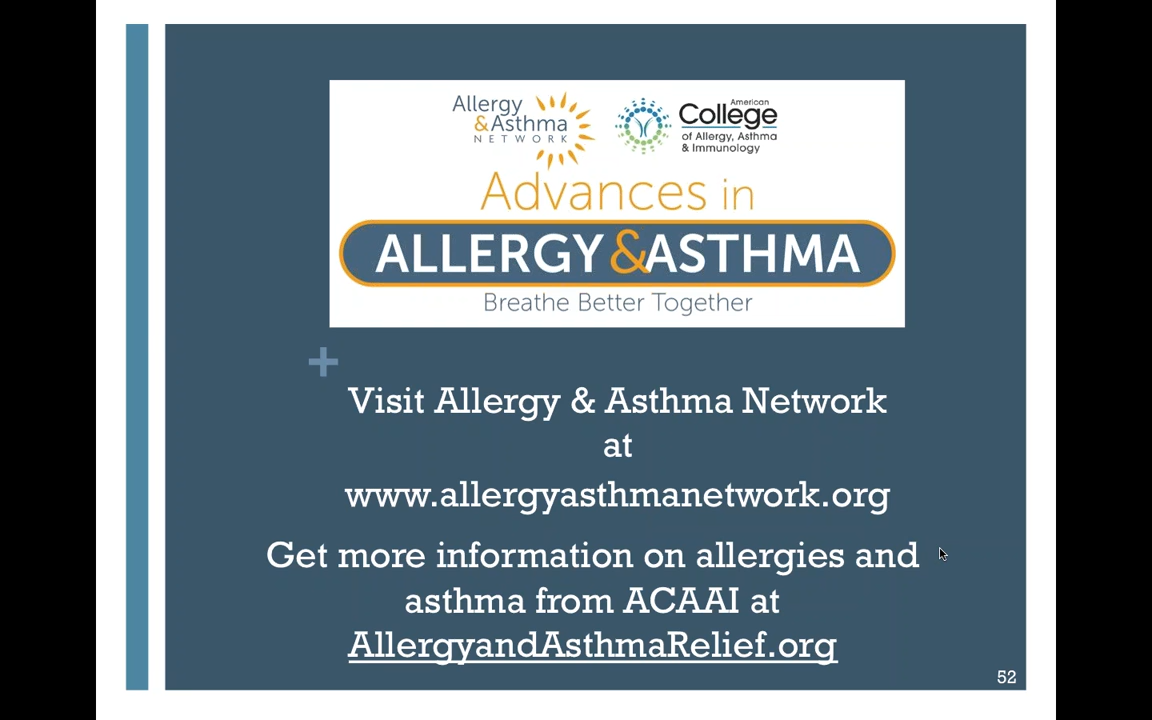 Allergy
&Asthma
NETWORK
American
College
of Allergy, Asthma
& Immunology
Advances in
ALLERGY & ASTHMA
Breathe Better Together
+
Visit Allergy & Asthma Network
at
www.allergyasthmanetwork.org
Get more information on allergies and
asthma from ACAAI at
AllergyandAsthmaRelief.org
52